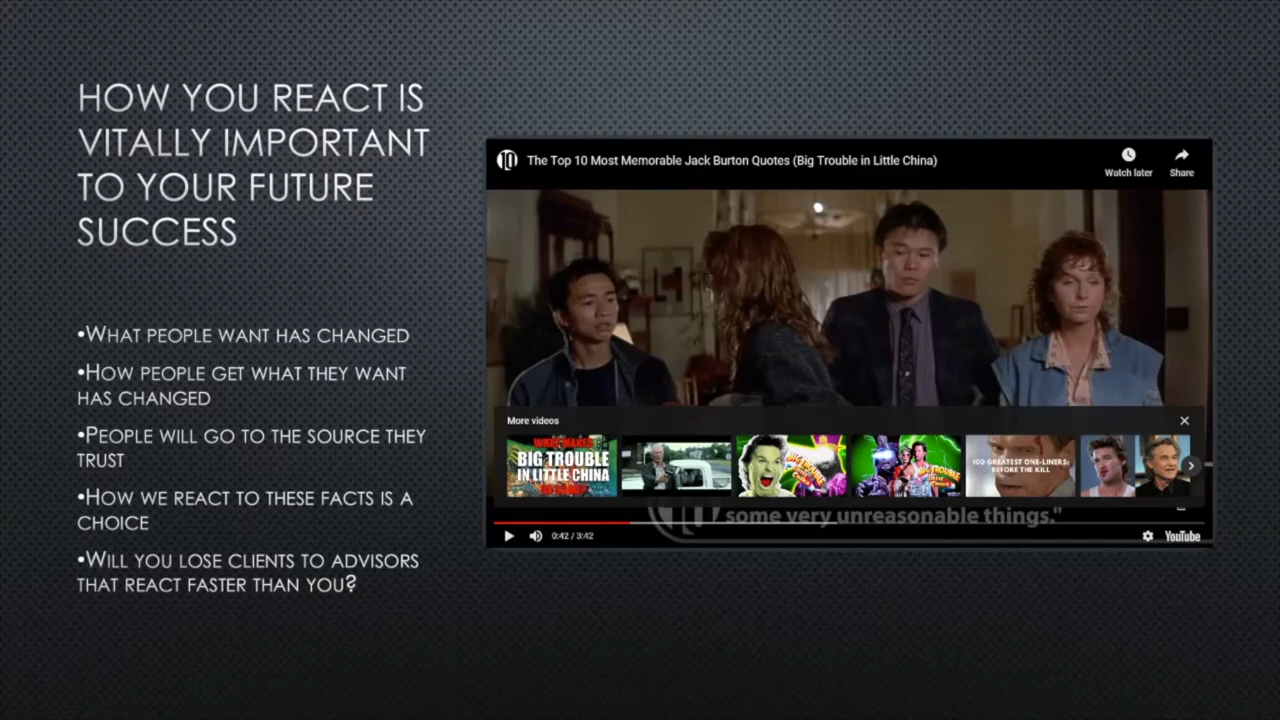 HOW YOU REACT IS
VITALLY IMPORTANT
TO YOUR FUTURE
SUCCESS
•WHAT PEOPLE WANT HAS CHANGED
•HOW PEOPLE GET WHAT THEY WANT
HAS CHANGED
•PEOPLE WILL GO TO THE SOURCE THEY
TRUST
•HOW WE REACT TO THESE FACTS IS A
CHOICE
•WILL YOU LOSE CLIENTS TO ADVISORS
THAT REACT FASTER THAN YOU?
10
The Top 10 Most Memorable Jack Burton Quotes (Big Trouble in Little China)
Watch later
Share
More videos
WHAT MAKES
BIG TROUBLE
IN LITTLE CHINA
100 GREATEST ONE-LINERS:
BEFORE THE KILL
some very unreasonable things."
0:42 / 3:42
YouTube